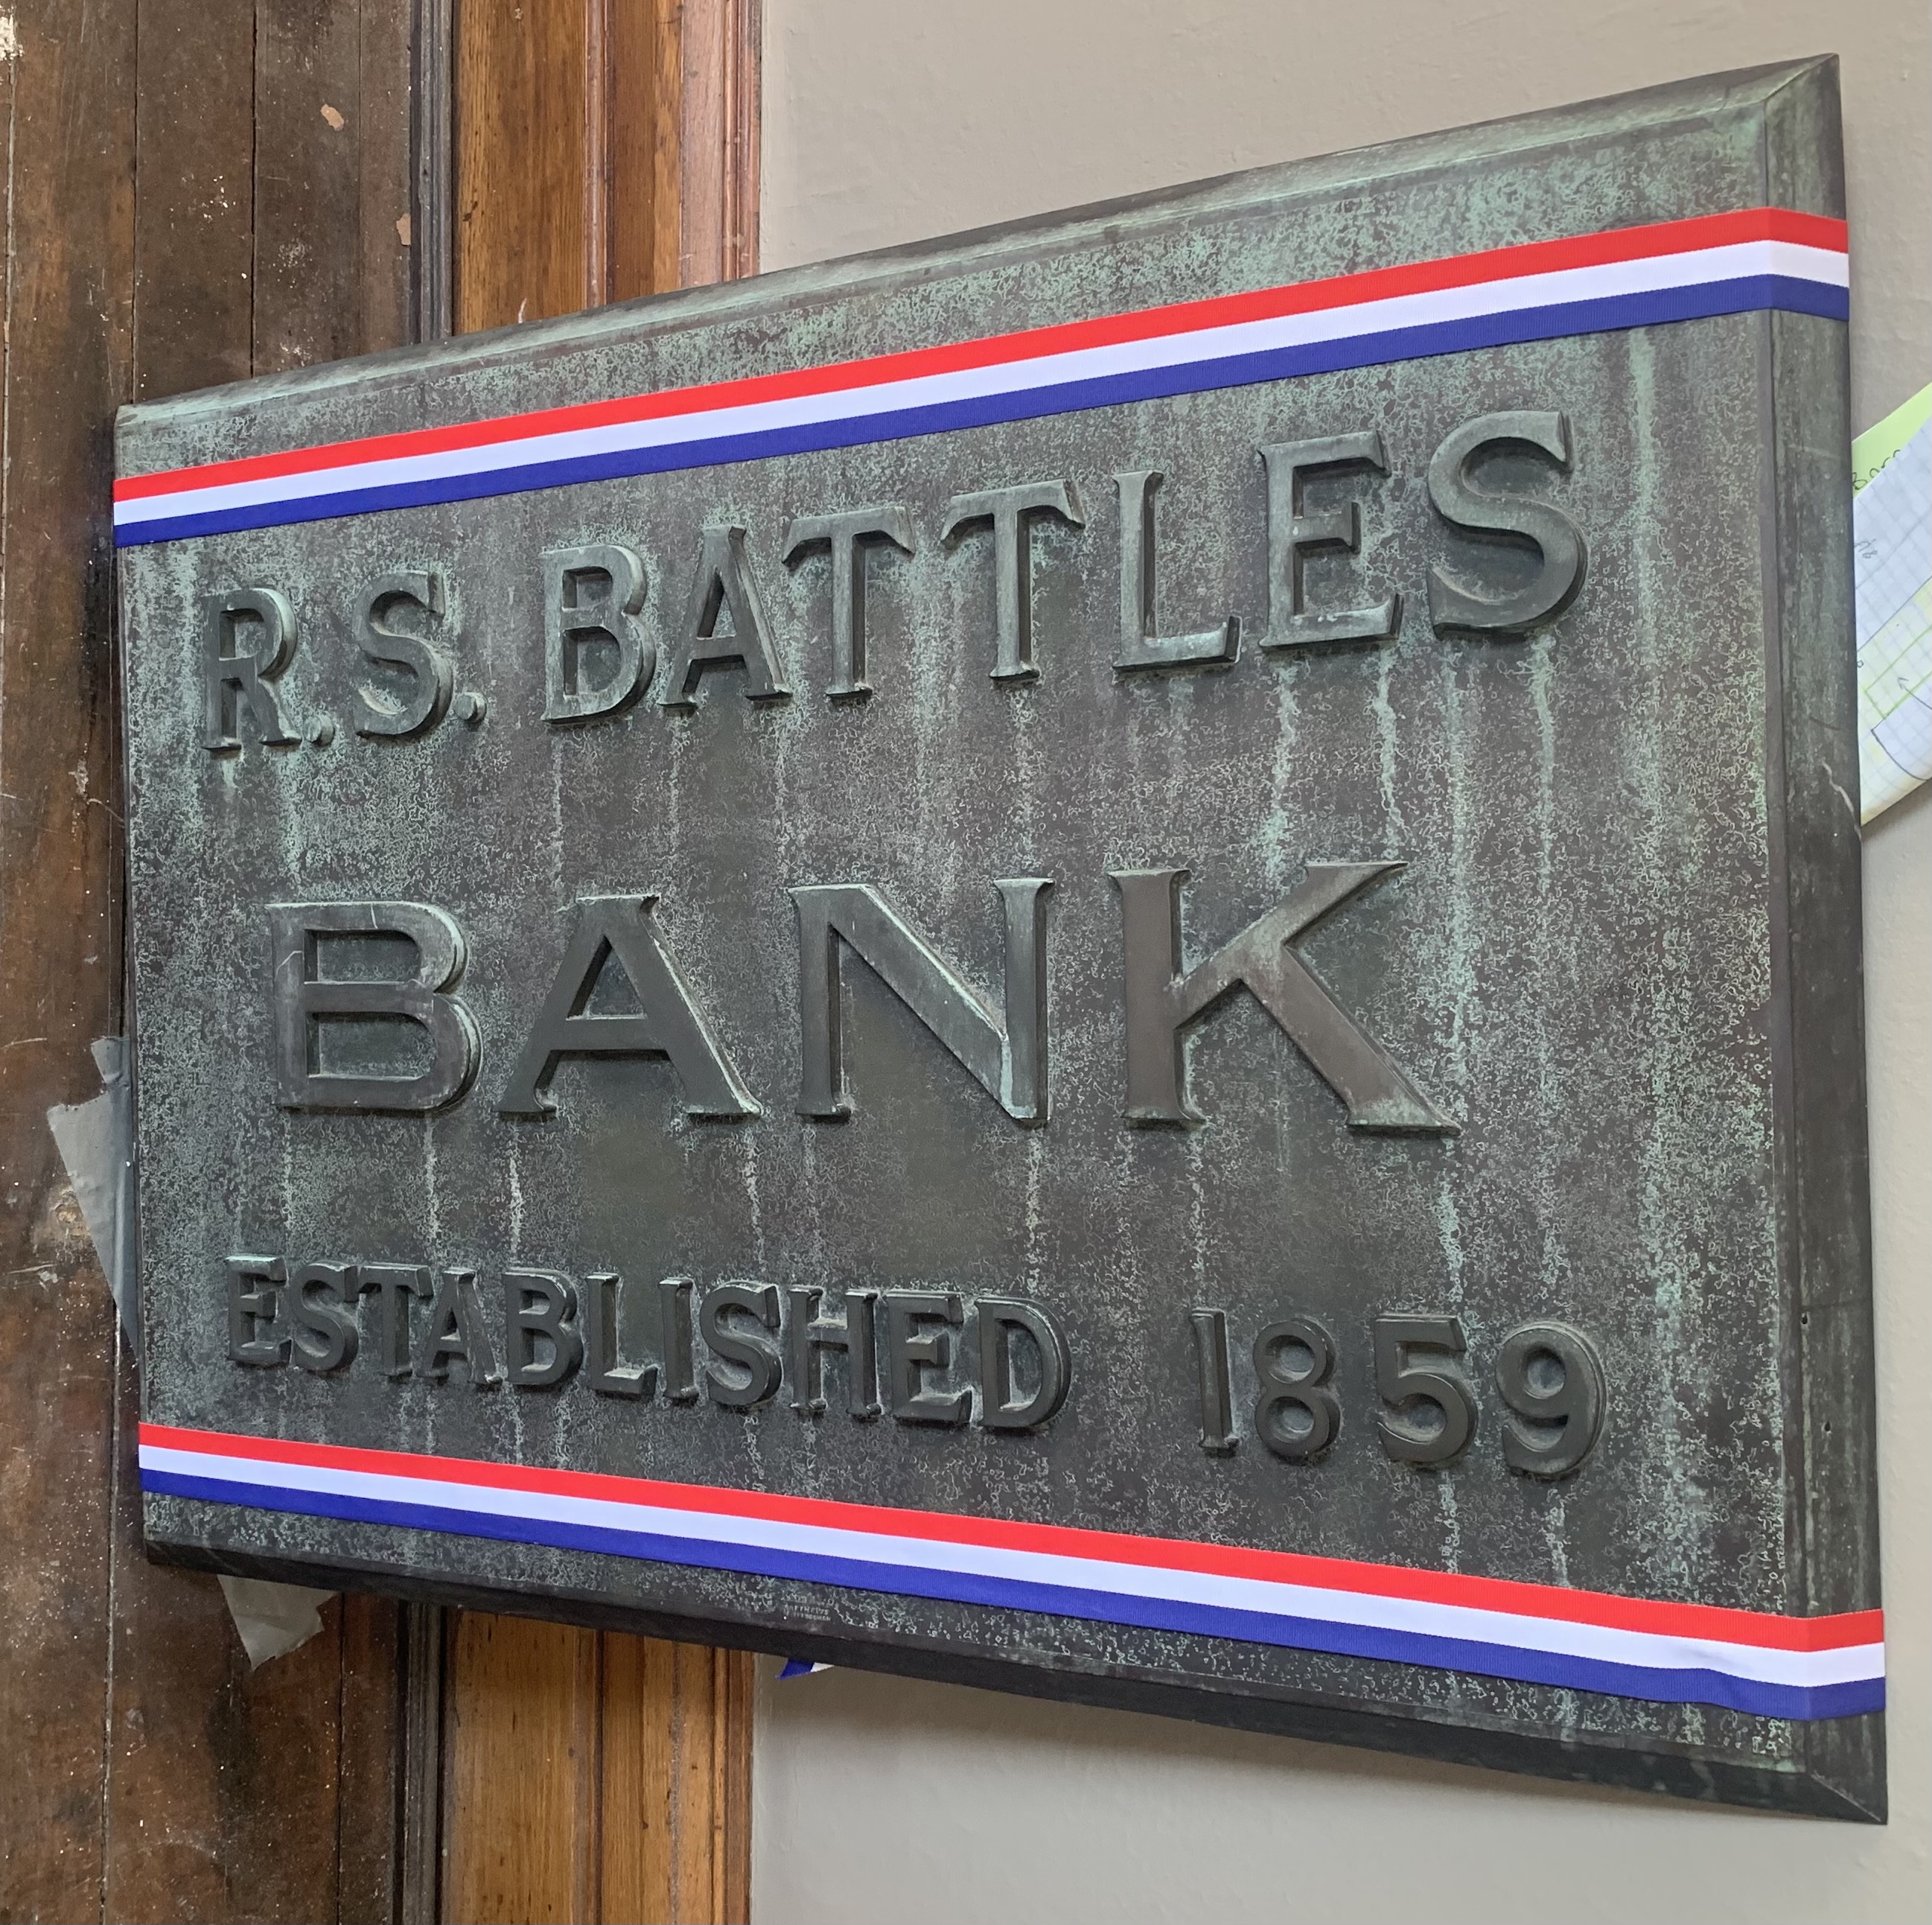 R.S. BATTLES
BANK
ESTABLISHED 1859